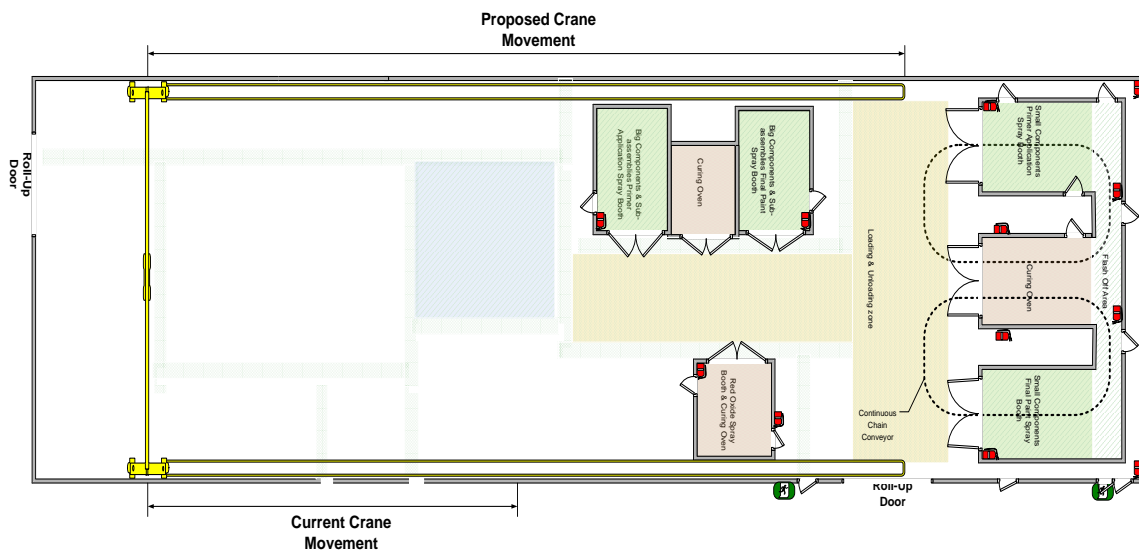 Proposed Crane
Movement
Roll-Up
Door
Big Components & Sub-
assemblies Primer
Application Spray Booth
Curing Oven
Big Components & Sub-
assemblies Final Paint
Spray Booth
Loading & Unloading zone
Small Components
Primer Application
Spray Booth
Curing Oven
Flash Off Area
Small Components
Final Paint Spray
Booth
Red Oxide Spray
Booth & Curing Oven
Continuous
Chain
Conveyor
Roll-Up
Door
Current Crane
Movement